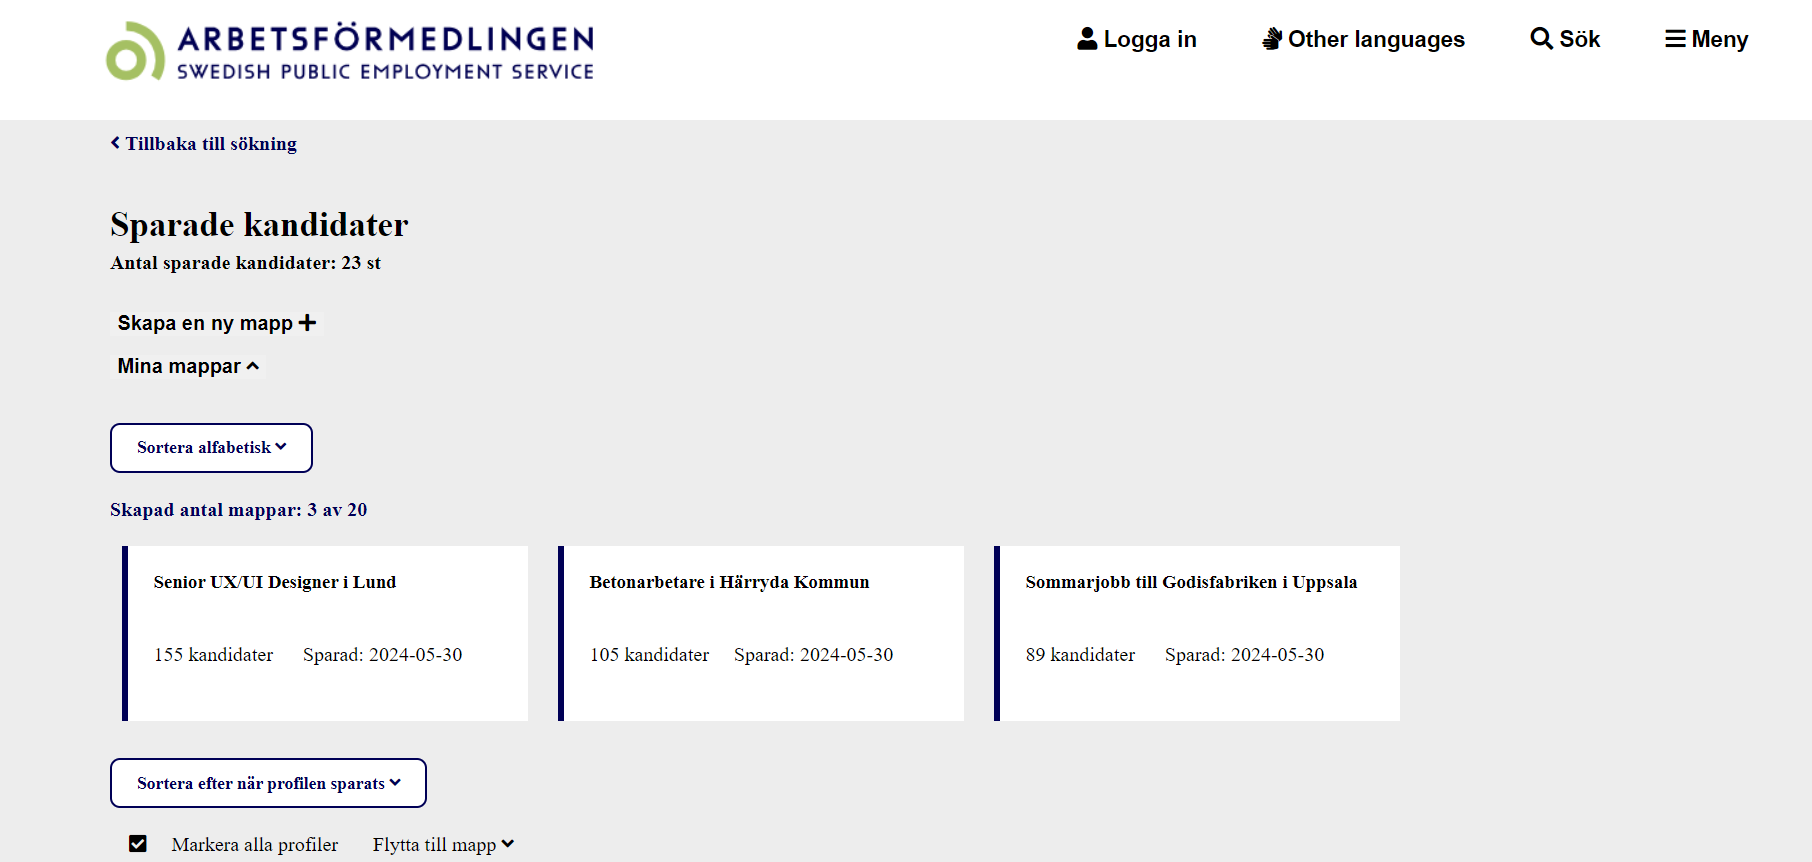 ARBETSFÖRMEDLINGEN
SWEDISH PUBLIC EMPLOYMENT SERVICE
Logga in
Other languages
Sök
Meny
Tillbaka till sökning
Sparade kandidater
Antal sparade kandidater: 23 st
Skapa en ny mapp
Mina mappar
Sortera alfabetisk
Skapad antal mappar: 3 av 20
Senior UX/UI Designer i Lund
155 kandidater Sparad: 2024-05-30
Betonarbetare i Härryda Kommun
105 kandidater Sparad: 2024-05-30
Sommarjobb till Godisfabriken i Uppsala
89 kandidater Sparad: 2024-05-30
Sortera efter när profilen sparats
Markera alla profiler Flytta till mapp